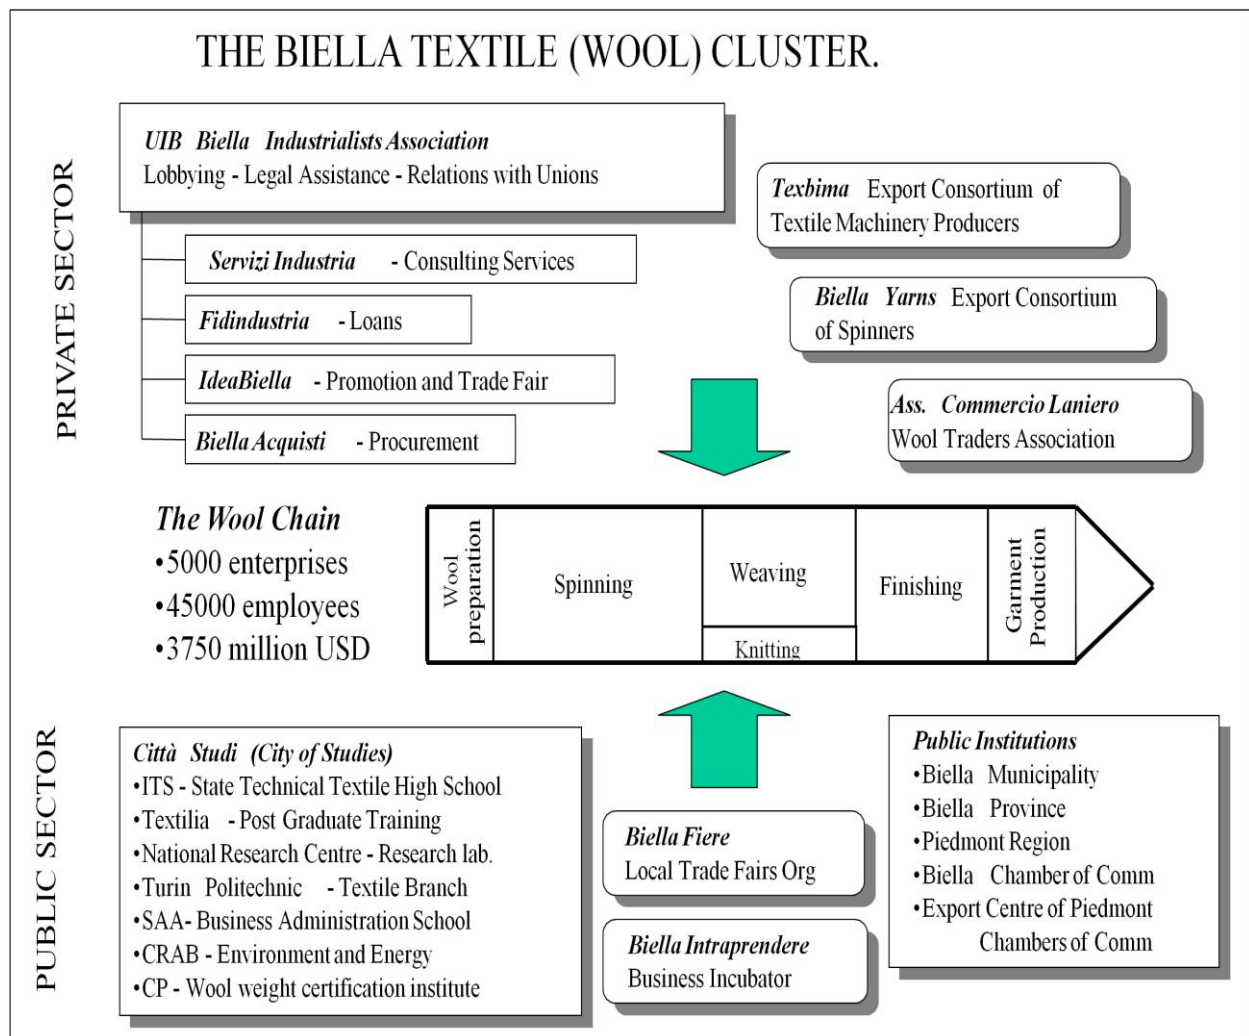 THE BIELLA TEXTILE (WOOL) CLUSTER.
PRIVATE SECTOR
UIB Biella Industrialists Association
Lobbying - Legal Assistance - Relations with Unions
Servizi Industria - Consulting Services
Fidindustria - Loans
IdeaBiella - Promotion and Trade Fair
Biella Acquisti - Procurement
Texbima Export Consortium of
Textile Machinery Producers
Biella Yarns Export Consortium
of Spinners
Ass. Commercio Laniero
Wool Traders Association
The Wool Chain
•5000 enterprises
•45000 employees
•3750 million USD
Wool
preparation
Spinning
Weaving
Knitting
Finishing
Garment
Production
PUBLIC SECTOR
Città Studi (City of Studies)
•ITS - State Technical Textile High School
•Textilia - Post Graduate Training
•National Research Centre - Research lab.
•Turin Politechnic - Textile Branch
•SAA- Business Administration School
•CRAB - Environment and Energy
•CP - Wool weight certification institute
Biella Fiere
Local Trade Fairs Org
Biella Intraprendere
Business Incubator
Public Institutions
•Biella Municipality
•Biella Province
•Piedmont Region
•Biella Chamber of Comm
•Export Centre of Piedmont
Chambers of Comm